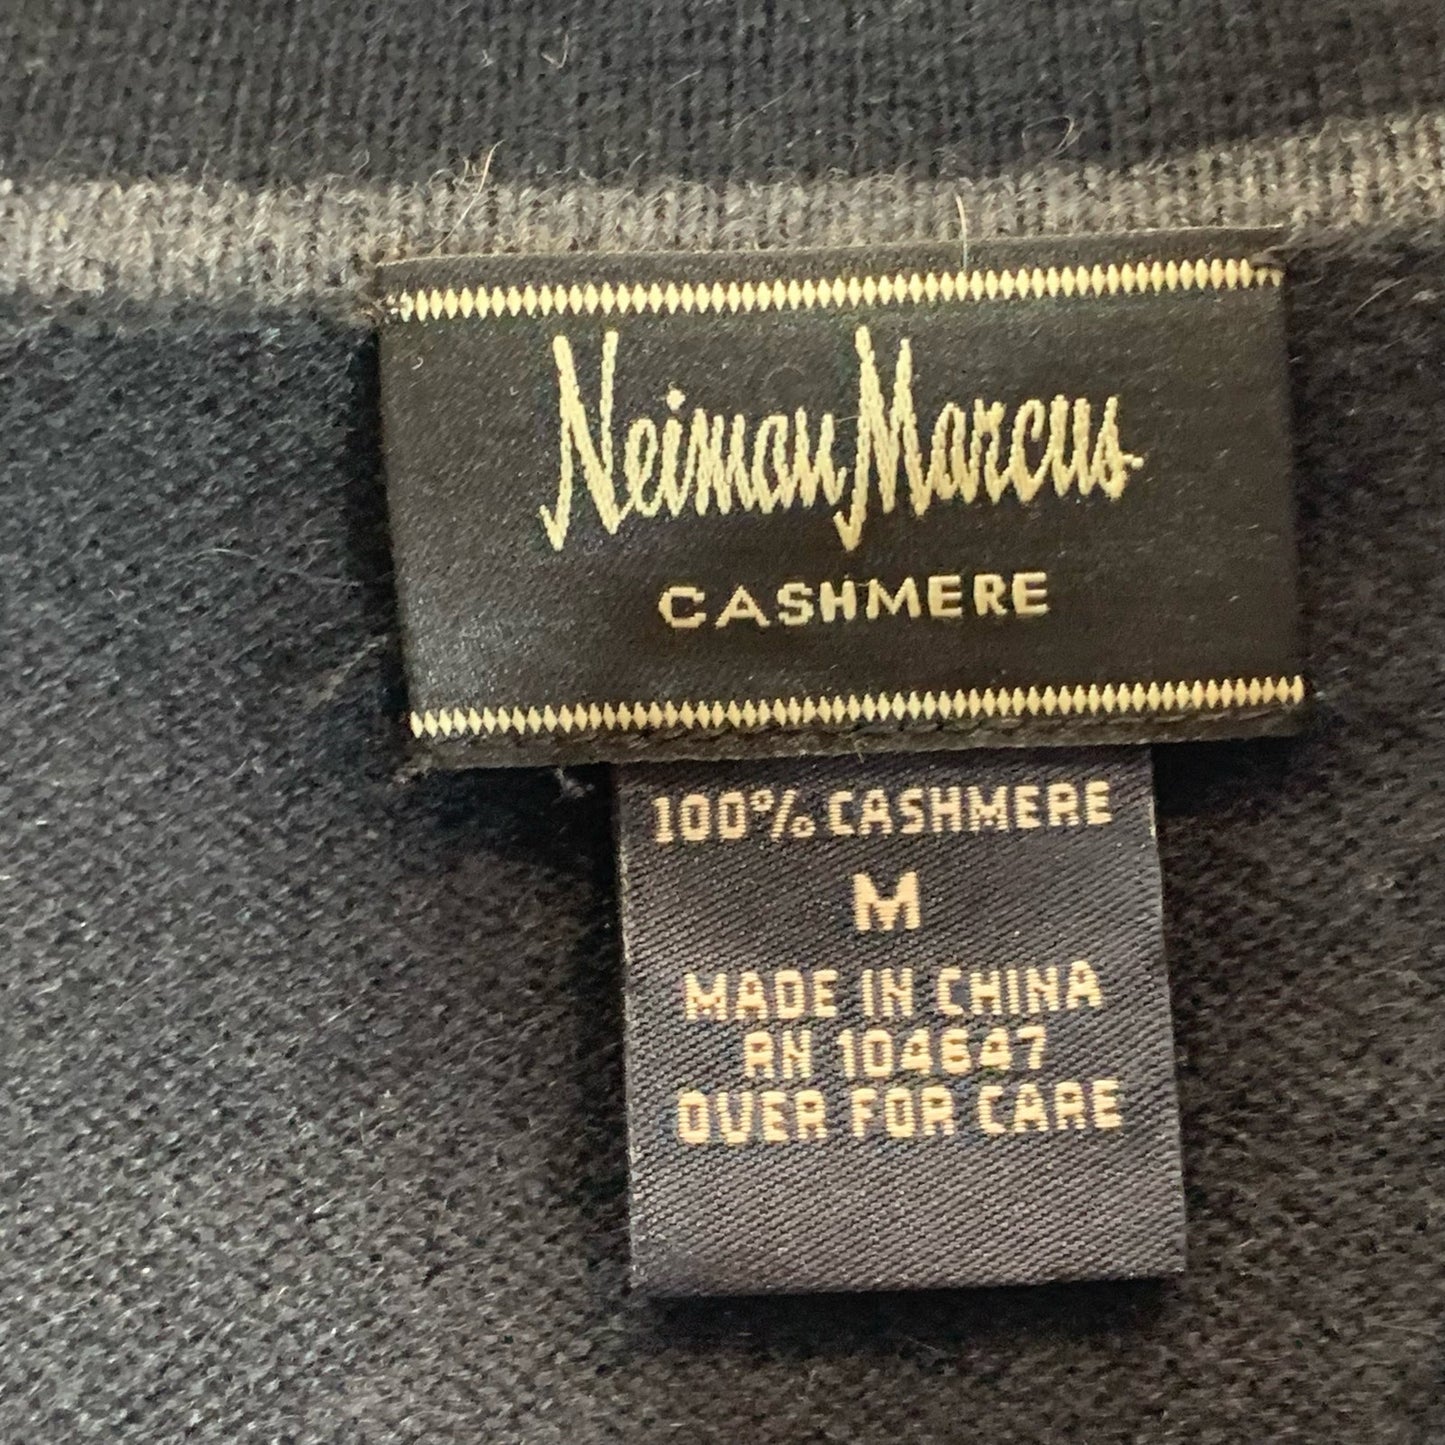 Neiman Marcus
CASHMERE
100% CASHMERE
M
MADE IN CHINA
RN 104647
OVER FOR CARE